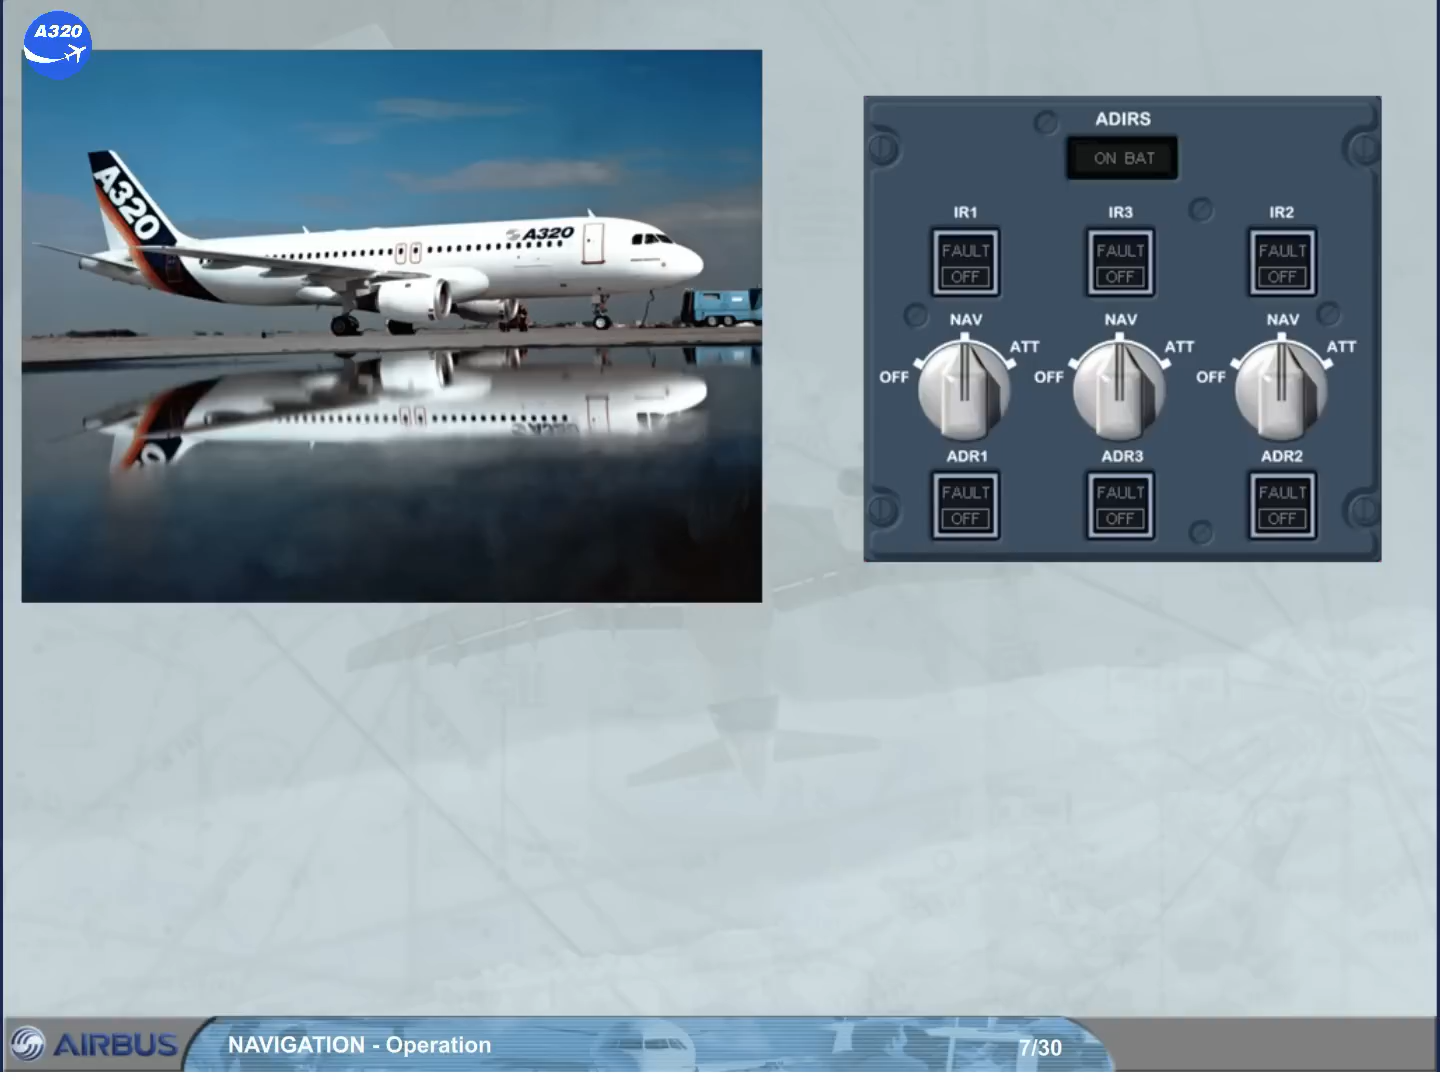 A320
A320
A320
ADIRS
ON BAT
IR1
IR3
IR2
FAULT
OFF
FAULT
OFF
FAULT
OFF
NAV
ATT
OFF
NAV
ATT
OFF
NAV
ATT
OFF
ADR1
ADR3
ADR2
FAULT
OFF
FAULT
OFF
FAULT
OFF
AIRBUS
NAVIGATION - Operation
7/30